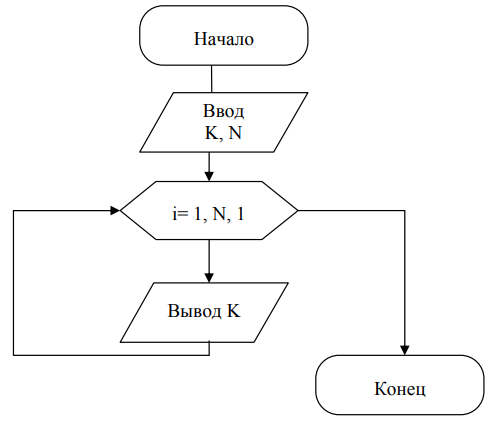 Начало
Ввод
K, N
i= 1, N, 1
Вывод K
Конец